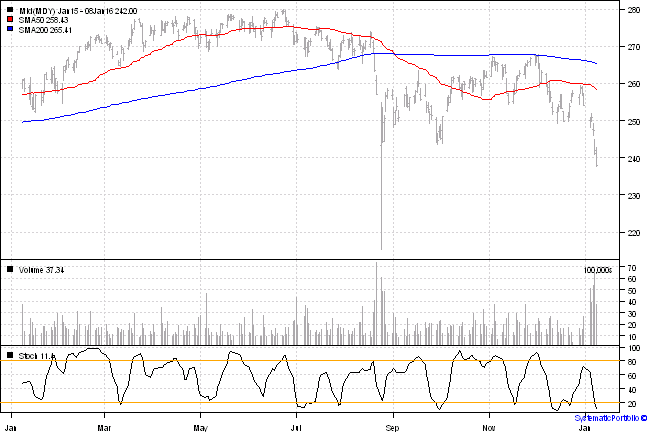 Mkt(MDY) Jan15 - 08Jan16 242.00
SMA50 258.43
SMA200 265.41
280
270
260
250
240
230
220
Volume 37.34
100,000s
70
60
50
40
30
20
10
Stoch 11.4
100
80
60
40
20
Jan Mar May Jul Sep Nov Jan
SystematicPortfolio ©